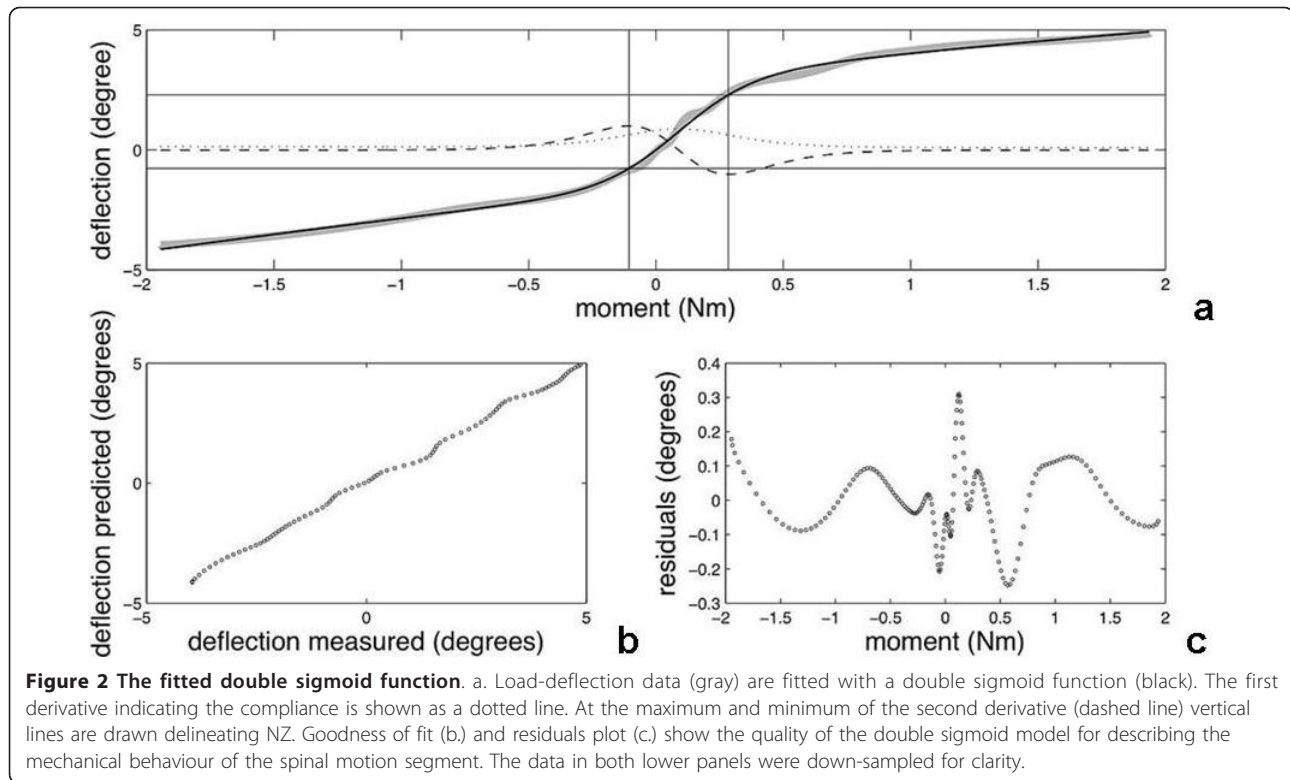 5
0
−5
deflection (degree)
−2
−1.5
−1
−0.5
0
0.5
1
1.5
2
moment (Nm)
a
5
0
−5
deflection predicted (degrees)
−5
0
5
deflection measured (degrees)
b
0.4
0.3
0.2
0.1
0
−0.1
−0.2
−0.3
residuals (degrees)
−2
−1.5
−1
−0.5
0
0.5
1
1.5
2
moment (Nm)
c
Figure 2 The fitted double sigmoid function. a. Load-deflection data (gray) are fitted with a double sigmoid function (black). The first
derivative indicating the compliance is shown as a dotted line. At the maximum and minimum of the second derivative (dashed line) vertical
lines are drawn delineating NZ. Goodness of fit (b.) and residuals plot (c.) show the quality of the double sigmoid model for describing the
mechanical behaviour of the spinal motion segment. The data in both lower panels were down-sampled for clarity.